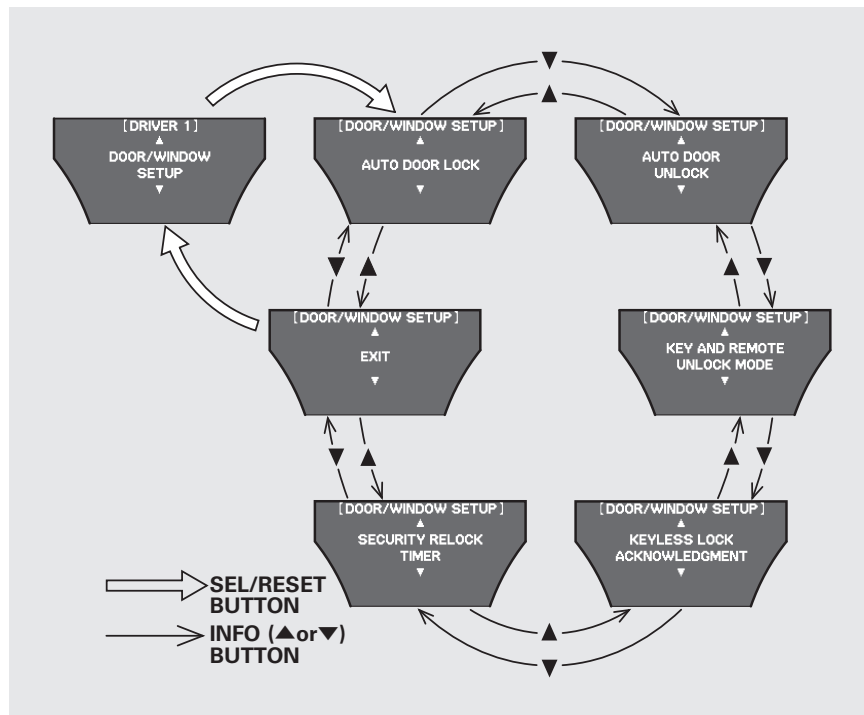 [DRIVER 1]
▲
DOOR/WINDOW
SETUP
▼
[DOOR/WINDOW SETUP]
▲
AUTO DOOR LOCK
▼
[DOOR/WINDOW SETUP]
▲
AUTO DOOR
UNLOCK
▼
[DOOR/WINDOW SETUP]
▲
EXIT
▼
[DOOR/WINDOW SETUP]
▲
KEY AND REMOTE
UNLOCK MODE
▼
[DOOR/WINDOW SETUP]
▲
SECURITY RELOCK
TIMER
▼
[DOOR/WINDOW SETUP]
▲
KEYLESS LOCK
ACKNOWLEDGMENT
▼
SEL/RESET
BUTTON
INFO (▲or▼)
BUTTON